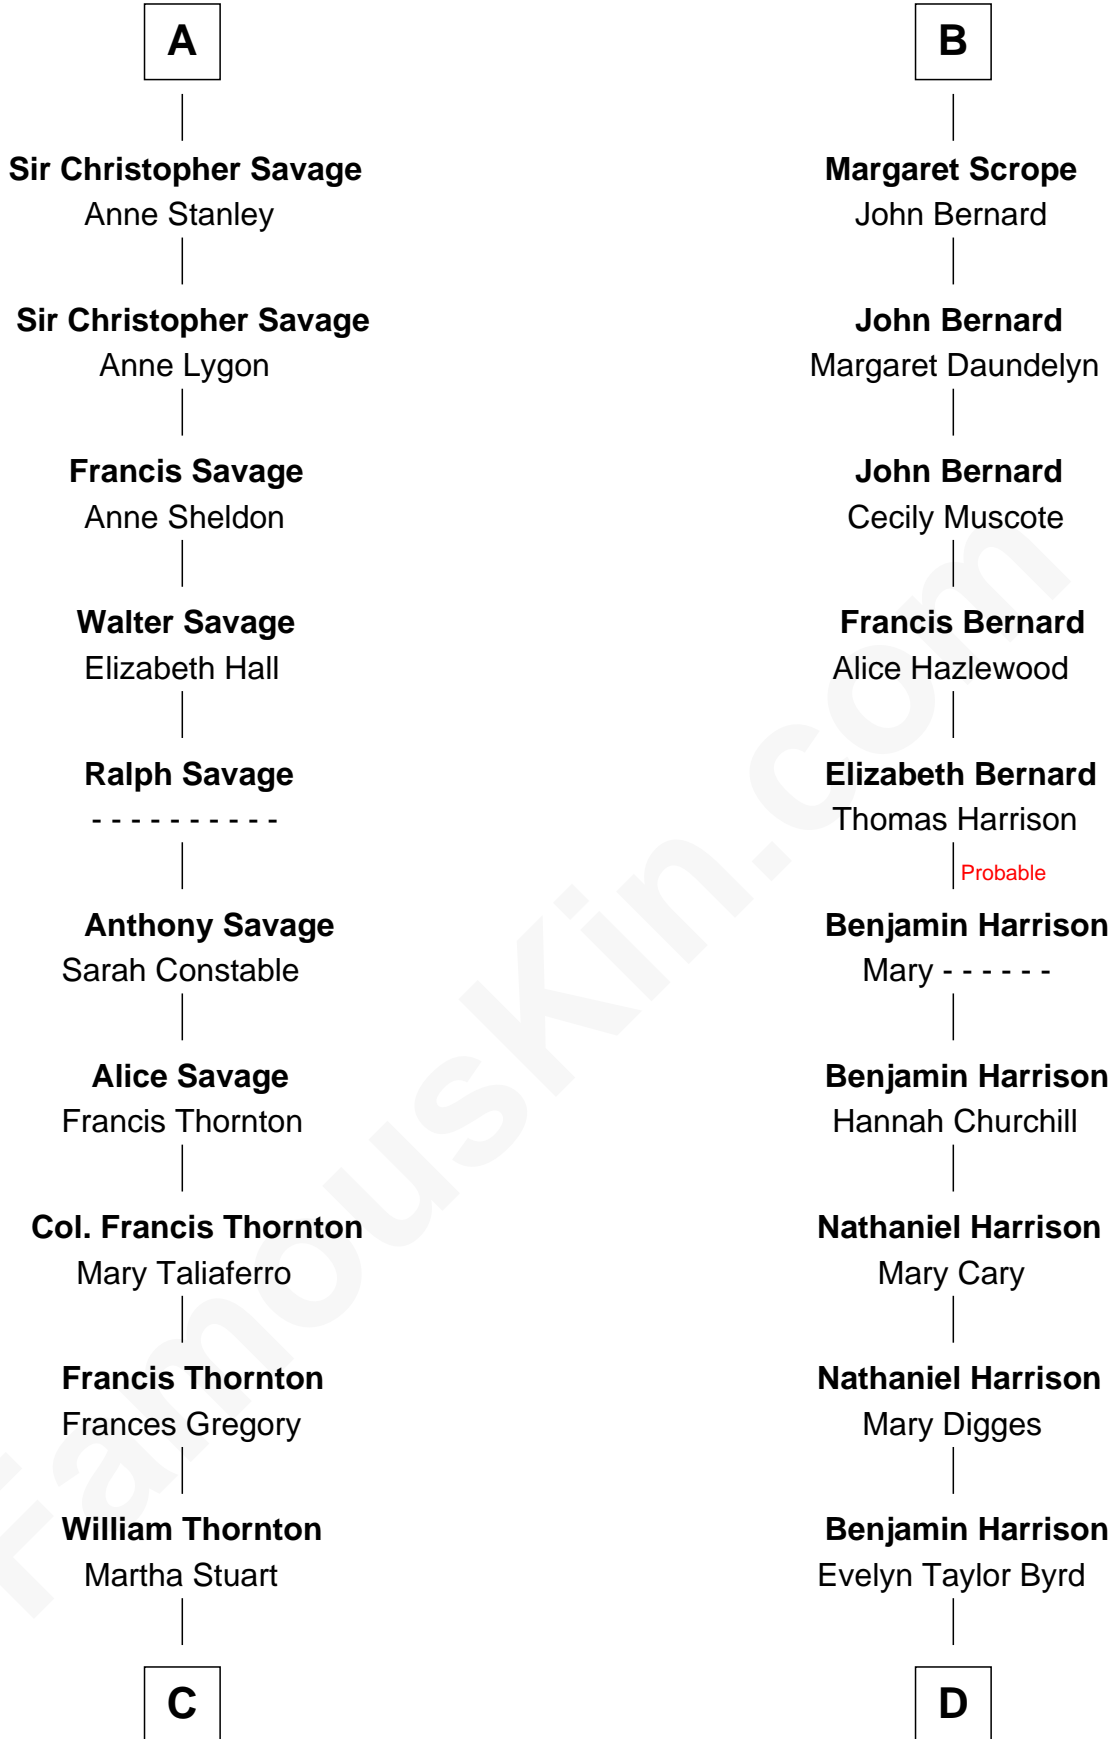 A
Sir Christopher Savage
Anne Stanley
Sir Christopher Savage
Anne Lygon
Francis Savage
Anne Sheldon
Walter Savage
Elizabeth Hall
Ralph Savage
- - - - - - - - - -
Anthony Savage
Sarah Constable
Alice Savage
Francis Thornton
Col. Francis Thornton
Mary Taliaferro
Francis Thornton
Frances Gregory
William Thornton
Martha Stuart
C
B
Margaret Scrope
John Bernard
John Bernard
Margaret Daundelyn
John Bernard
Cecily Muscote
Francis Bernard
Alice Hazlewood
Elizabeth Bernard
Thomas Harrison
Probable
Benjamin Harrison
Mary - - - - - -
Benjamin Harrison
Hannah Churchill
Nathaniel Harrison
Mary Cary
Nathaniel Harrison
Mary Digges
Benjamin Harrison
Evelyn Taylor Byrd
D
FamousKin.com